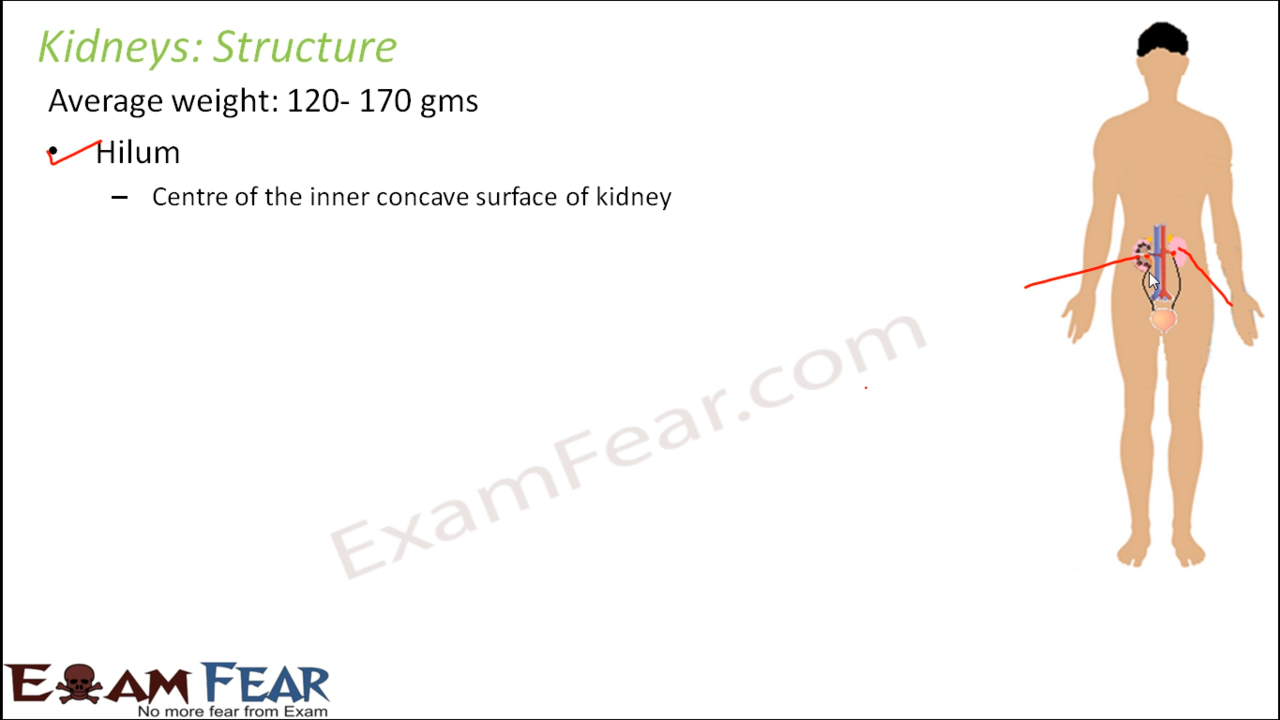 Kidneys: Structure
Average weight: 120- 170 gms
• Hilum
– Centre of the inner concave surface of kidney
ExamFear.com
EXAM FEAR
No more fear from Exam